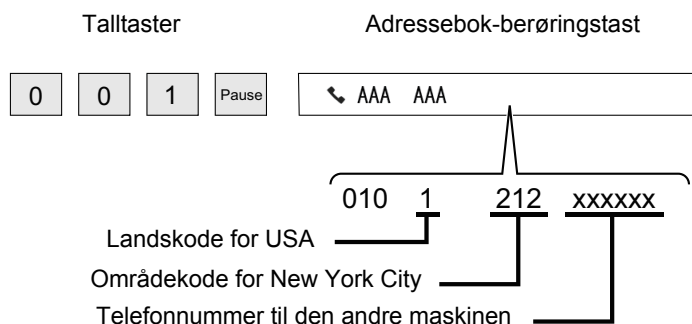 Talltaster Adressebok-berøringstast
0 0 1 Pause AAA AAA
010 1 212 xxxxxx
Landskode for USA
Områdekode for New York City
Telefonnummer til den andre maskinen